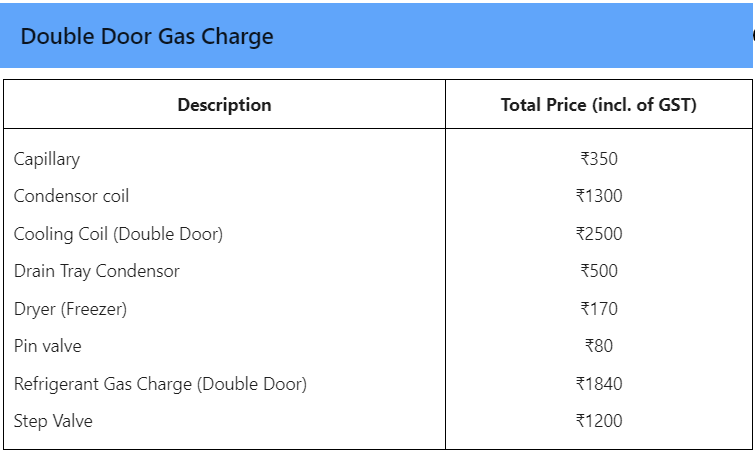 Double Door Gas Charge
Description Total Price (incl. of GST)
Capillary ₹350
Condensor coil ₹1300
Cooling Coil (Double Door) ₹2500
Drain Tray Condensor ₹500
Dryer (Freezer) ₹170
Pin valve ₹80
Refrigerant Gas Charge (Double Door) ₹1840
Step Valve ₹1200